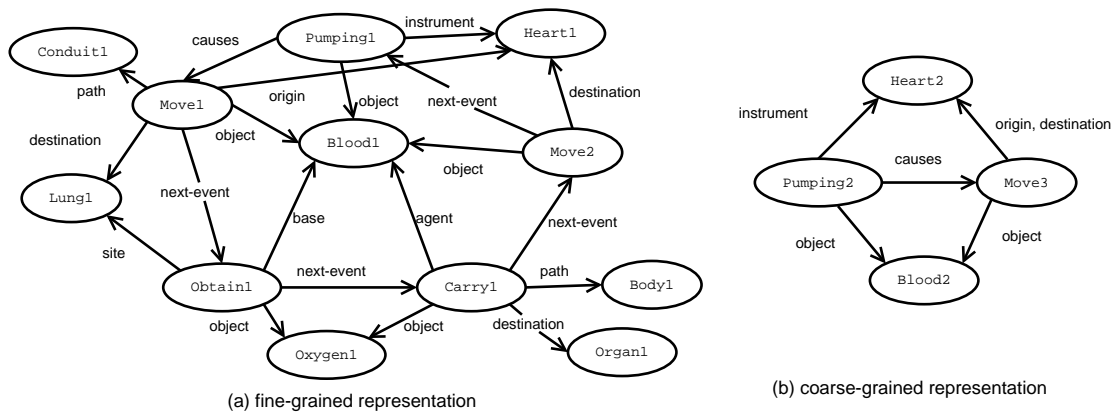 Conduit1
causes
Pumping1
instrument
Heart1
path
Move1
origin
object
next-event
destination
Heart2
instrument
origin, destination
destination
object
Blood1
object
Move2
causes
Lung1
next-event
Pumping2
Move3
base
agent
next-event
site
object
object
next-event
path
Obtain1
Carry1
Body1
Blood2
object
object
destination
Oxygen1
Organ1
(a) fine-grained representation
(b) coarse-grained representation